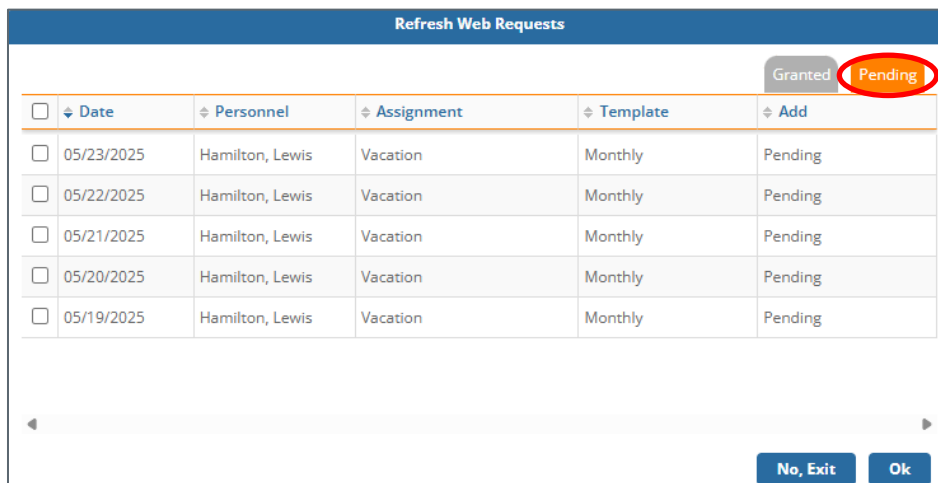 Refresh Web Requests
Granted Pending
Date Personnel Assignment Template Add
05/23/2025 Hamilton, Lewis Vacation Monthly Pending
05/22/2025 Hamilton, Lewis Vacation Monthly Pending
05/21/2025 Hamilton, Lewis Vacation Monthly Pending
05/20/2025 Hamilton, Lewis Vacation Monthly Pending
05/19/2025 Hamilton, Lewis Vacation Monthly Pending
No, Exit Ok